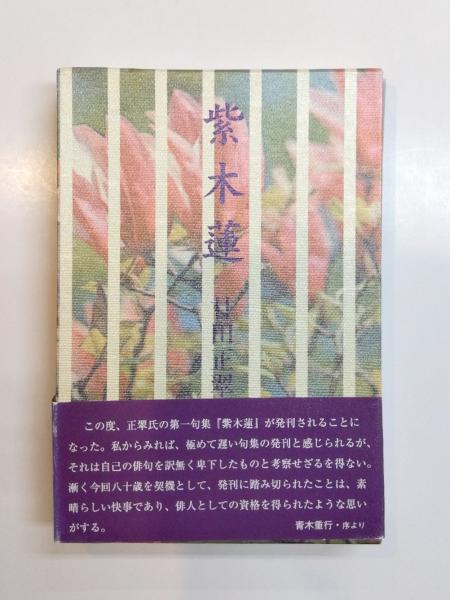 紫木蓮
正翠
この度、正翠氏の第一句集『紫木蓮』が発刊されることに
なった。私からみれば、極めて遅い句集の発刊と感じられるが、
それは自己の俳句を訳無く卑下したものと考察せざるを得ない。
漸く今回八十歳を契機として、発刊に踏み切られたことは、素
晴らしい快事であり、俳人としての資格を得られたような思い
がする。
青木重行・序より